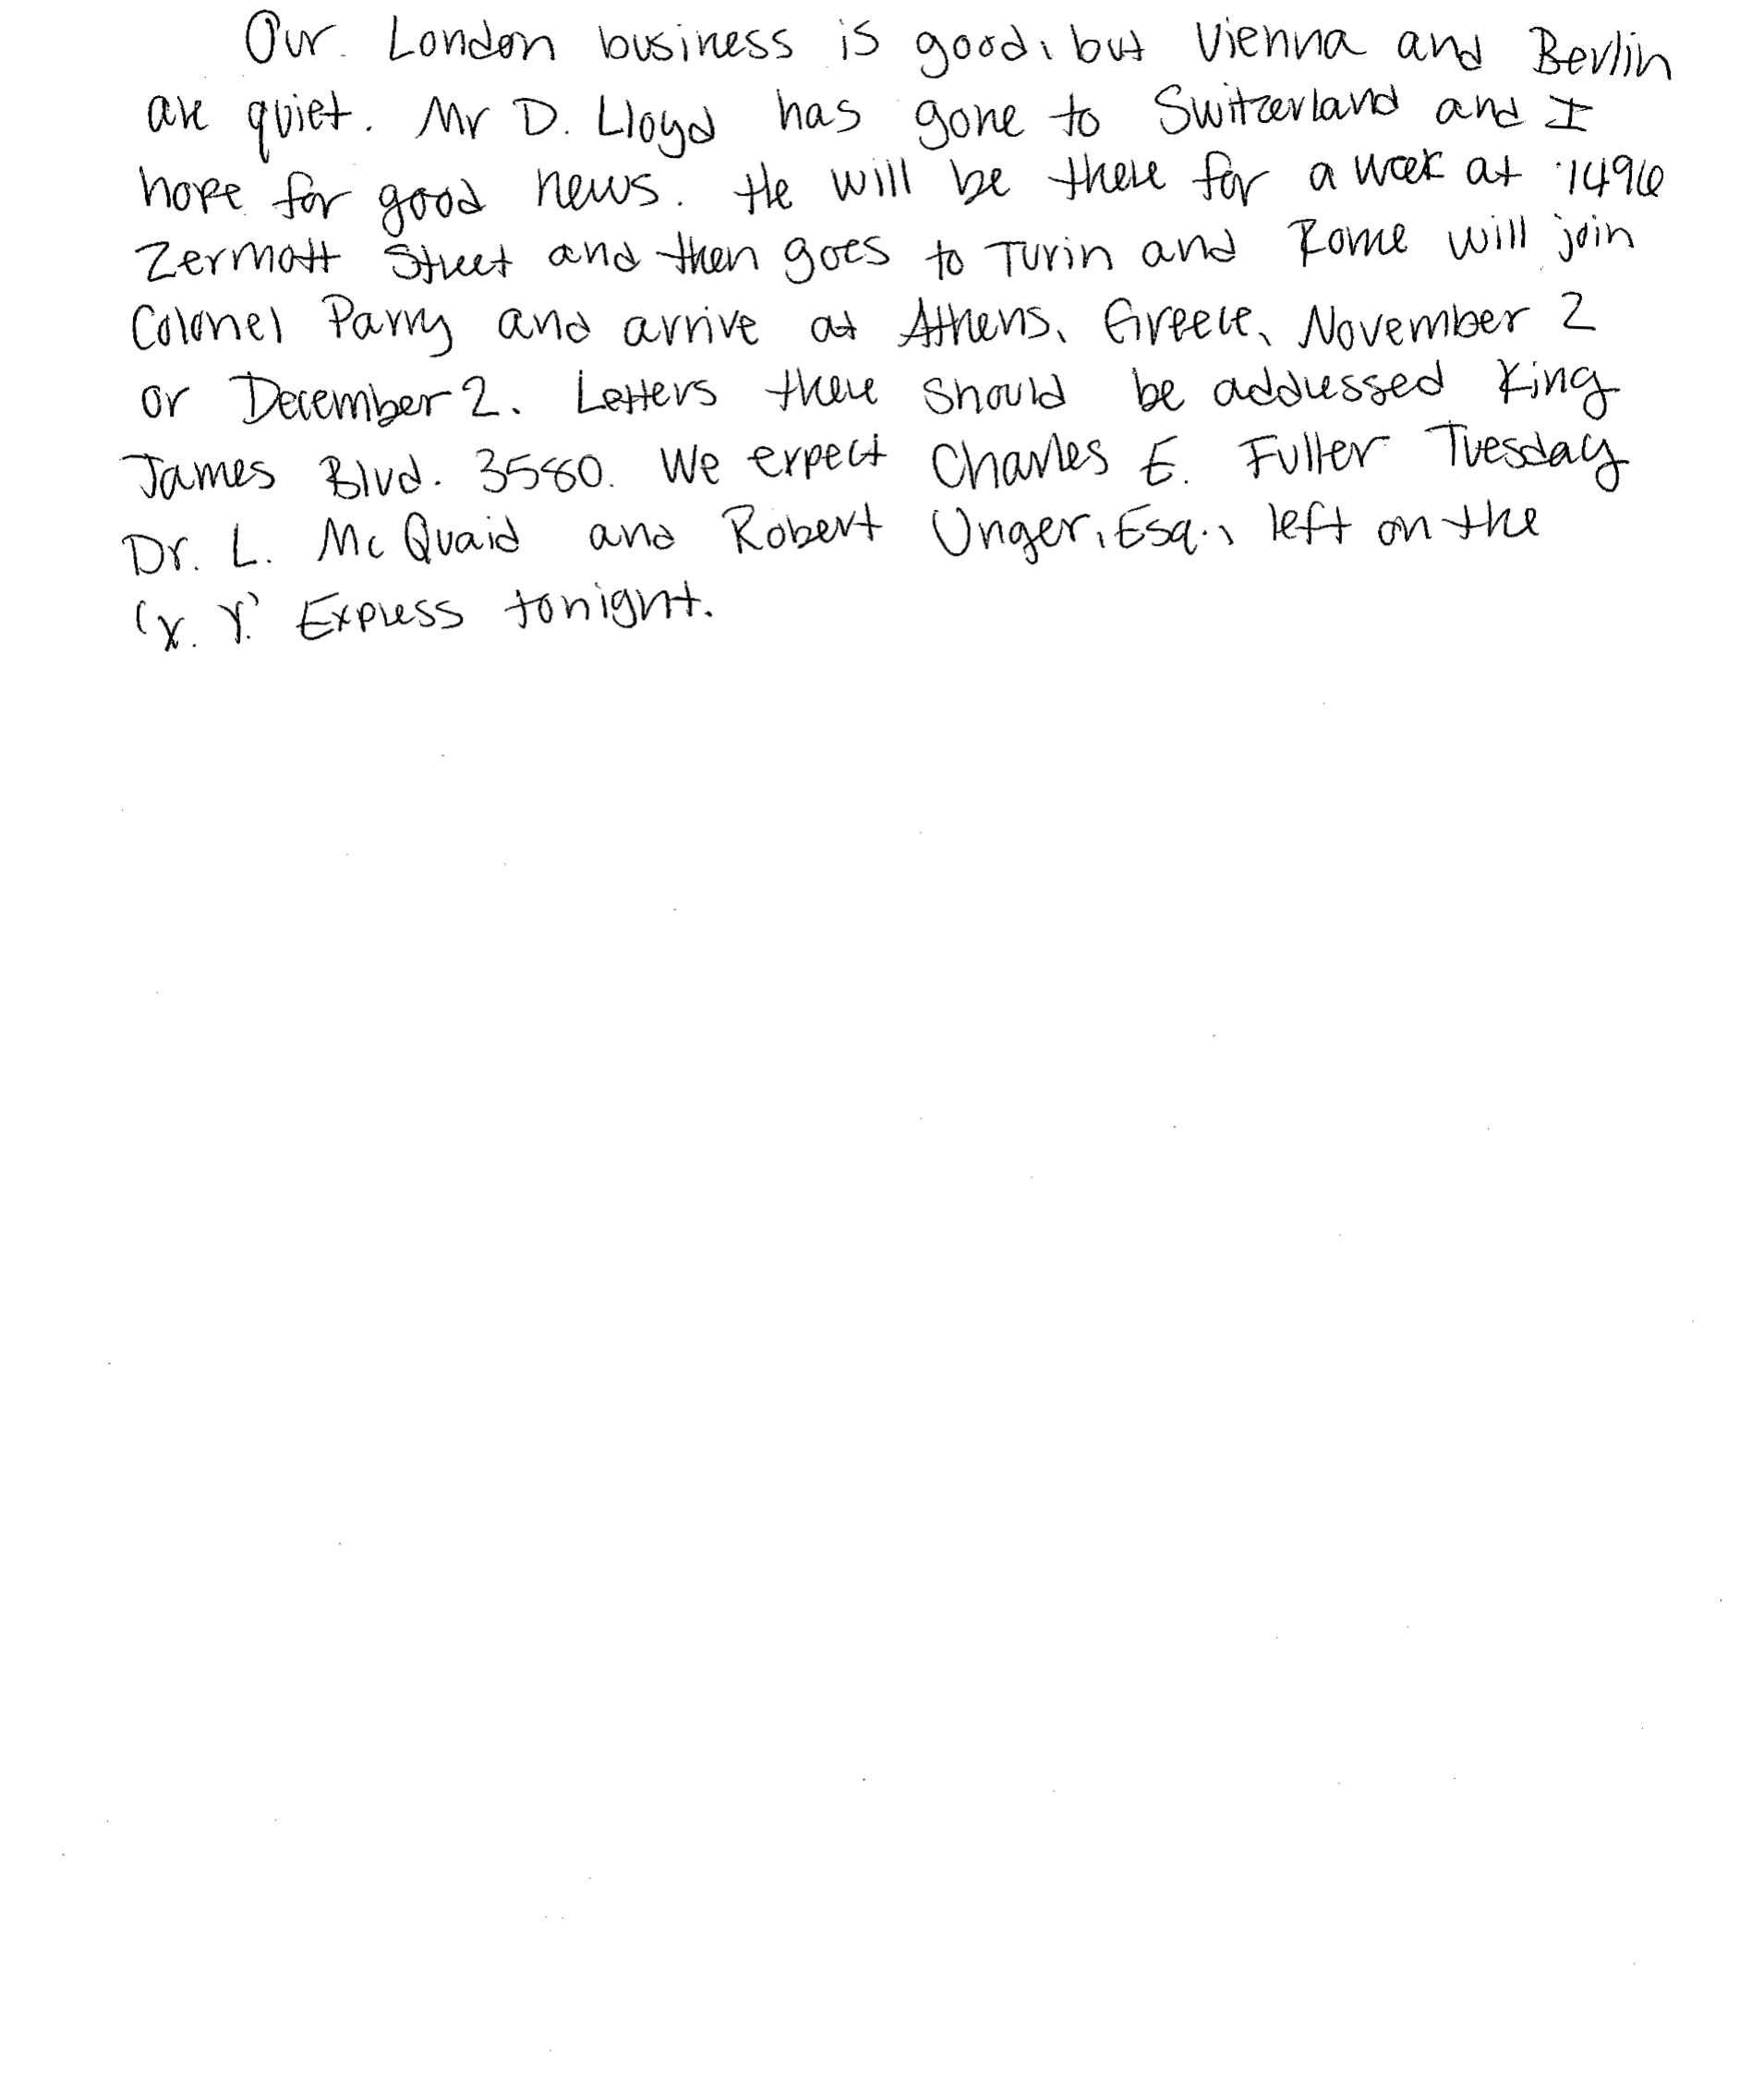 Our London business is good, but Vienna and Berlin
are quiet. Mr D. Lloyd has gone to Switzerland and I
hope for good news. He will be there for a week at 1496
Zermott Street and then goes to Turin and Rome will join
Colonel Parry and arrive at Athens, Greece, November 2
or December 2. Letters there should be addressed King
James Blvd. 3580. We expect Charles E. Fuller Tuesday
Dr. L. McQuaid and Robert Unger, Esq., left on the
'X. Y.' Express tonight.